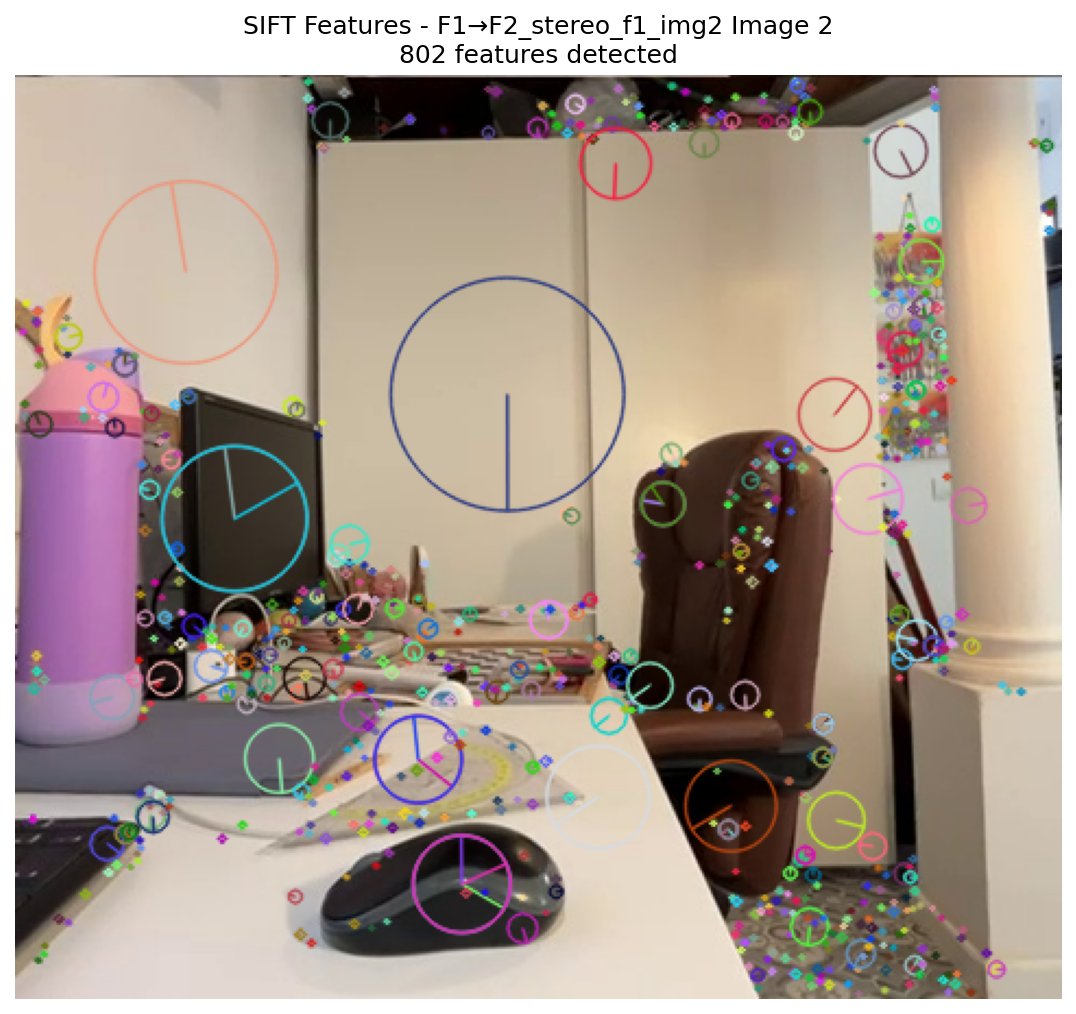 SIFT Features - F1→F2_stereo_f1_img2 Image 2
802 features detected